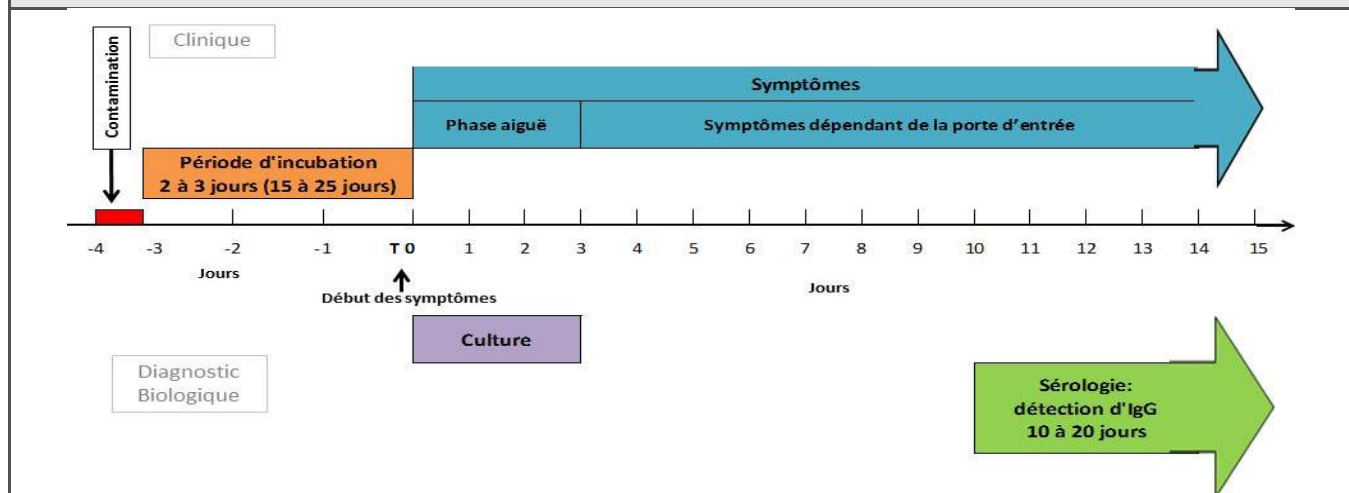 Contamination
Clinique
Symptômes
Phase aiguë
Symptômes dépendant de la porte d'entrée
Période d'incubation
2 à 3 jours (15 à 25 jours)
-4 -3 -2 -1 T 0 1 2 3 4 5 6 7 8 9 10 11 12 13 14 15
Jours
Jours
Début des symptômes
Culture
Diagnostic
Biologique
Sérologie:
détection d'IgG
10 à 20 jours